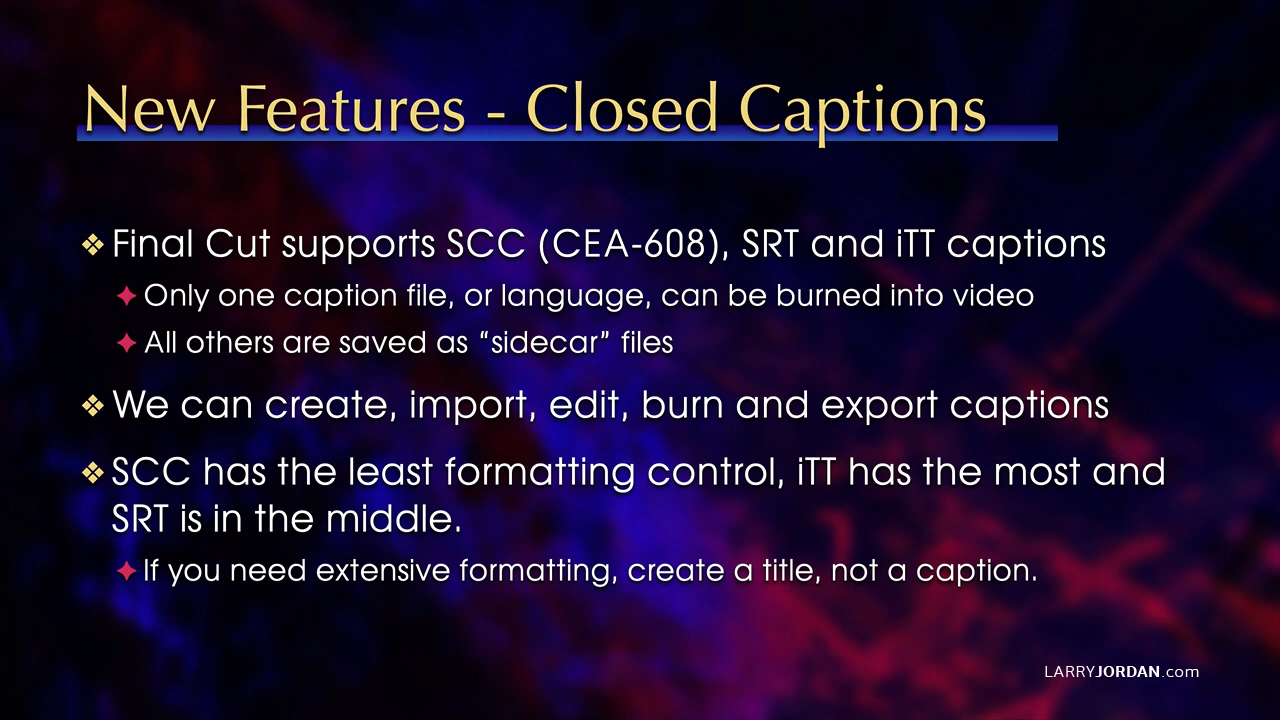 New Features - Closed Captions
❖ Final Cut supports SCC (CEA-608), SRT and iTT captions
✦ Only one caption file, or language, can be burned into video
✦ All others are saved as “sidecar” files
❖ We can create, import, edit, burn and export captions
❖ SCC has the least formatting control, iTT has the most and
SRT is in the middle.
✦ If you need extensive formatting, create a title, not a caption.
LARRYJORDAN.com